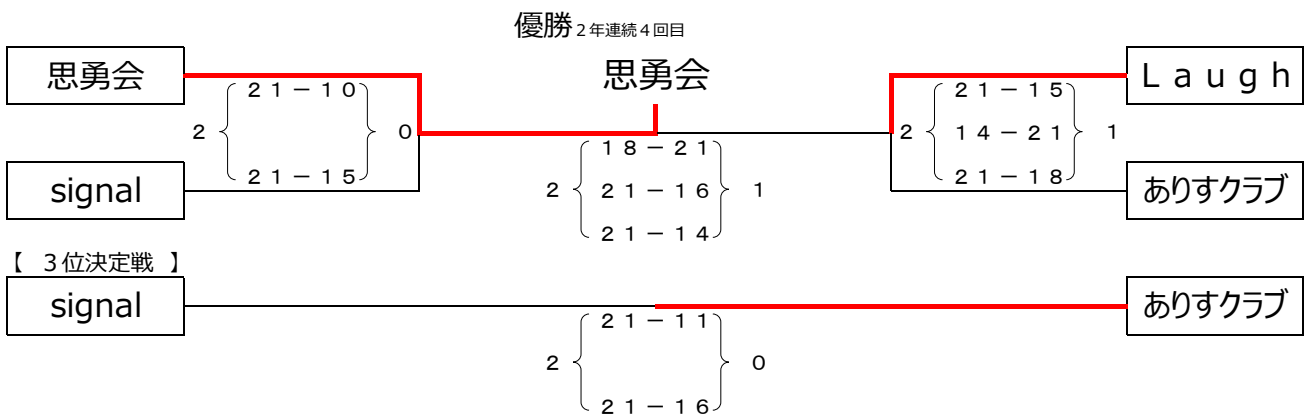 優勝2年連続4回目
思勇会 思勇会 Ｌａｕｇｈ
２１－１０ ２１－１５
２ ０ ２ １４－２１ １
２１－１５ １８－２１ ２１－１８
signal ２ ２１－１６ １ ありすクラブ
２１－１４
【 ３位決定戦 】
signal ありすクラブ
２１－１１
２ ０
２１－１６